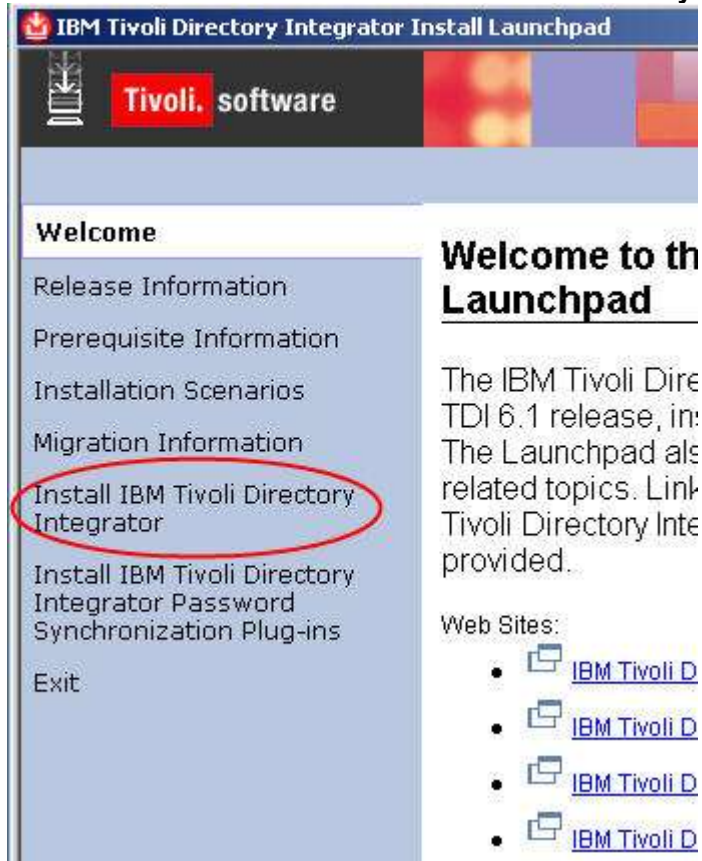 IBM Tivoli Directory Integrator Install Launchpad
Tivoli. software
Welcome
Release Information
Prerequisite Information
Installation Scenarios
Migration Information
Install IBM Tivoli Directory
Integrator
Install IBM Tivoli Directory
Integrator Password
Synchronization Plug-ins
Exit
Welcome to th
Launchpad
The IBM Tivoli Dire
TDI 6.1 release, in
The Launchpad als
related topics. Link
Tivoli Directory Inte
provided.
Web Sites:
IBM Tivoli D
IBM Tivoli D
IBM Tivoli D
IBM Tivoli D